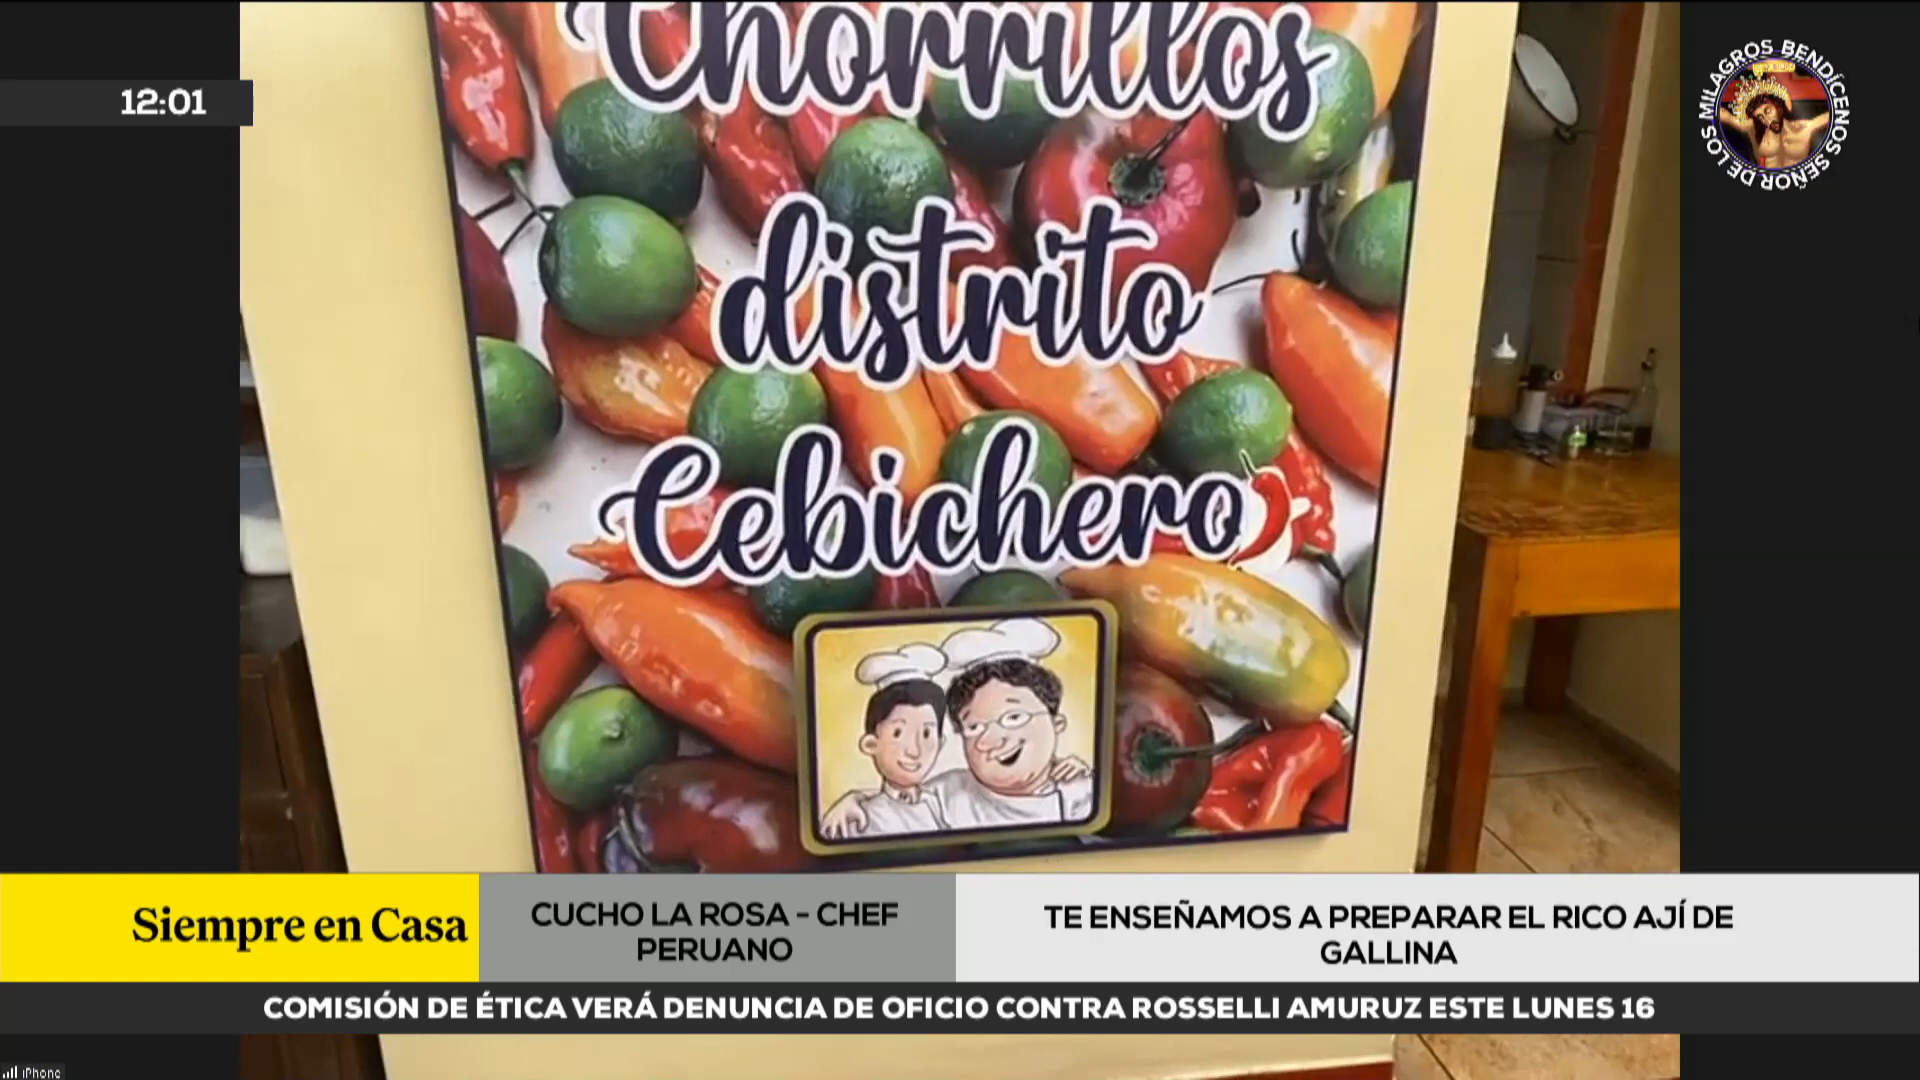 Chorrillos
distrito
Cebichero
12:01
SEÑOR DE LOS MILAGROS BENDÍCENOS
Siempre en Casa
CUCHO LA ROSA - CHEF
PERUANO
TE ENSEÑAMOS A PREPARAR EL RICO AJÍ DE
GALLINA
COMISIÓN DE ÉTICA VERÁ DENUNCIA DE OFICIO CONTRA ROSSELLI AMURUZ ESTE LUNES 16
iPhone